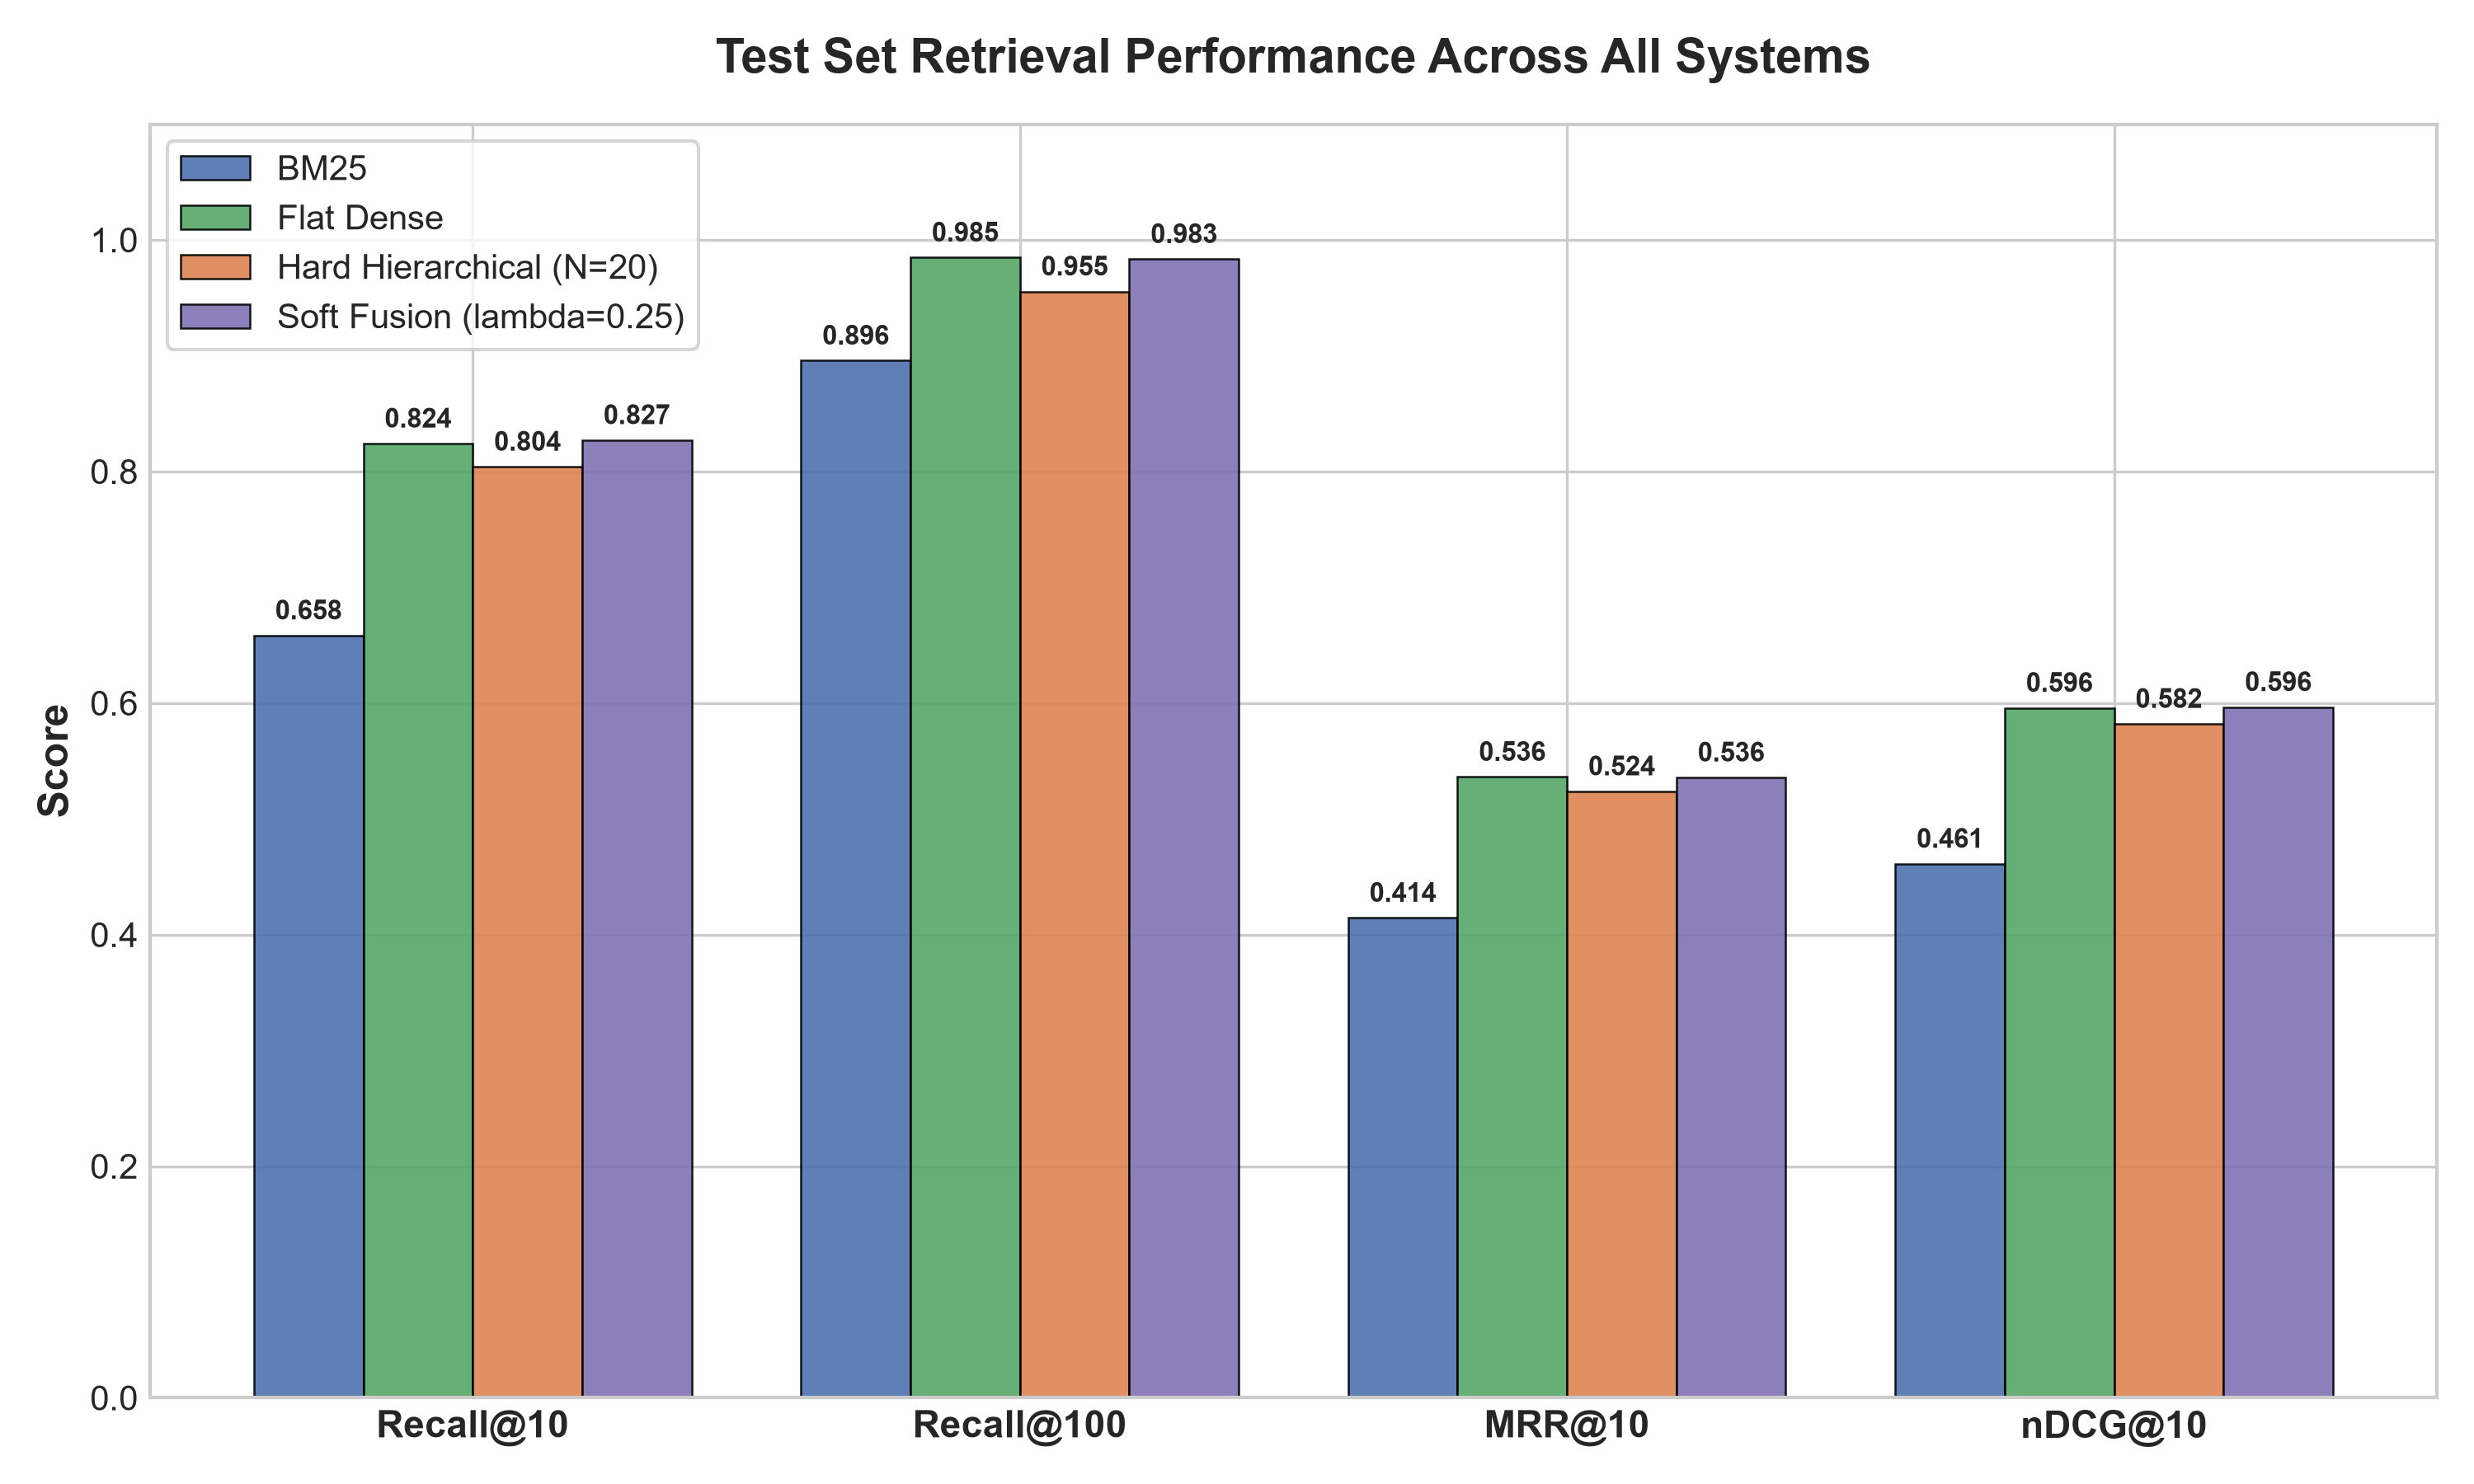 Test Set Retrieval Performance Across All Systems
BM25
Flat Dense
Hard Hierarchical (N=20)
Soft Fusion (lambda=0.25)
Score
1.0
0.8
0.6
0.4
0.2
0.0
0.658
0.824
0.804
0.827
0.896
0.985
0.955
0.983
0.414
0.536
0.524
0.536
0.461
0.596
0.582
0.596
Recall@10
Recall@100
MRR@10
nDCG@10